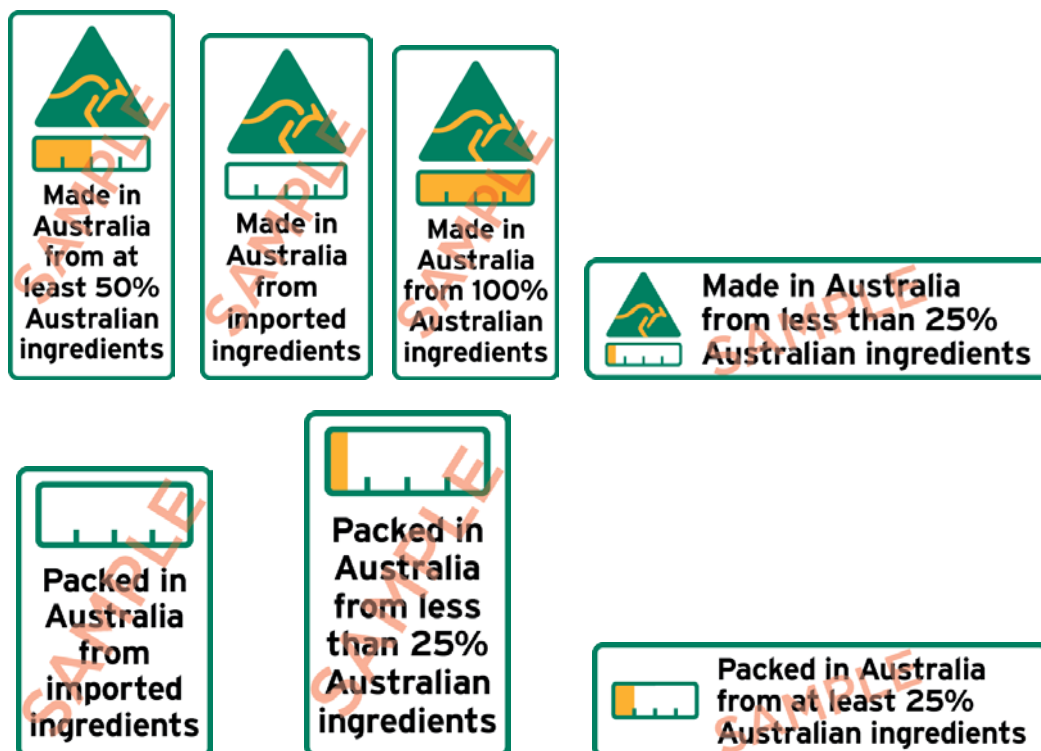 Made in
Australia
from at
least 50%
Australian
ingredients
SAMPLE
Made in
Australia
from
imported
ingredients
SAMPLE
Made in
Australia
from 100%
Australian
ingredients
SAMPLE
Made in Australia
from less than 25%
Australian ingredients
SAMPLE
Packed in
Australia
from
imported
ingredients
SAMPLE
Packed in
Australia
from less
than 25%
Australian
ingredients
SAMPLE
Packed in Australia
from at least 25%
Australian ingredients
SAMPLE